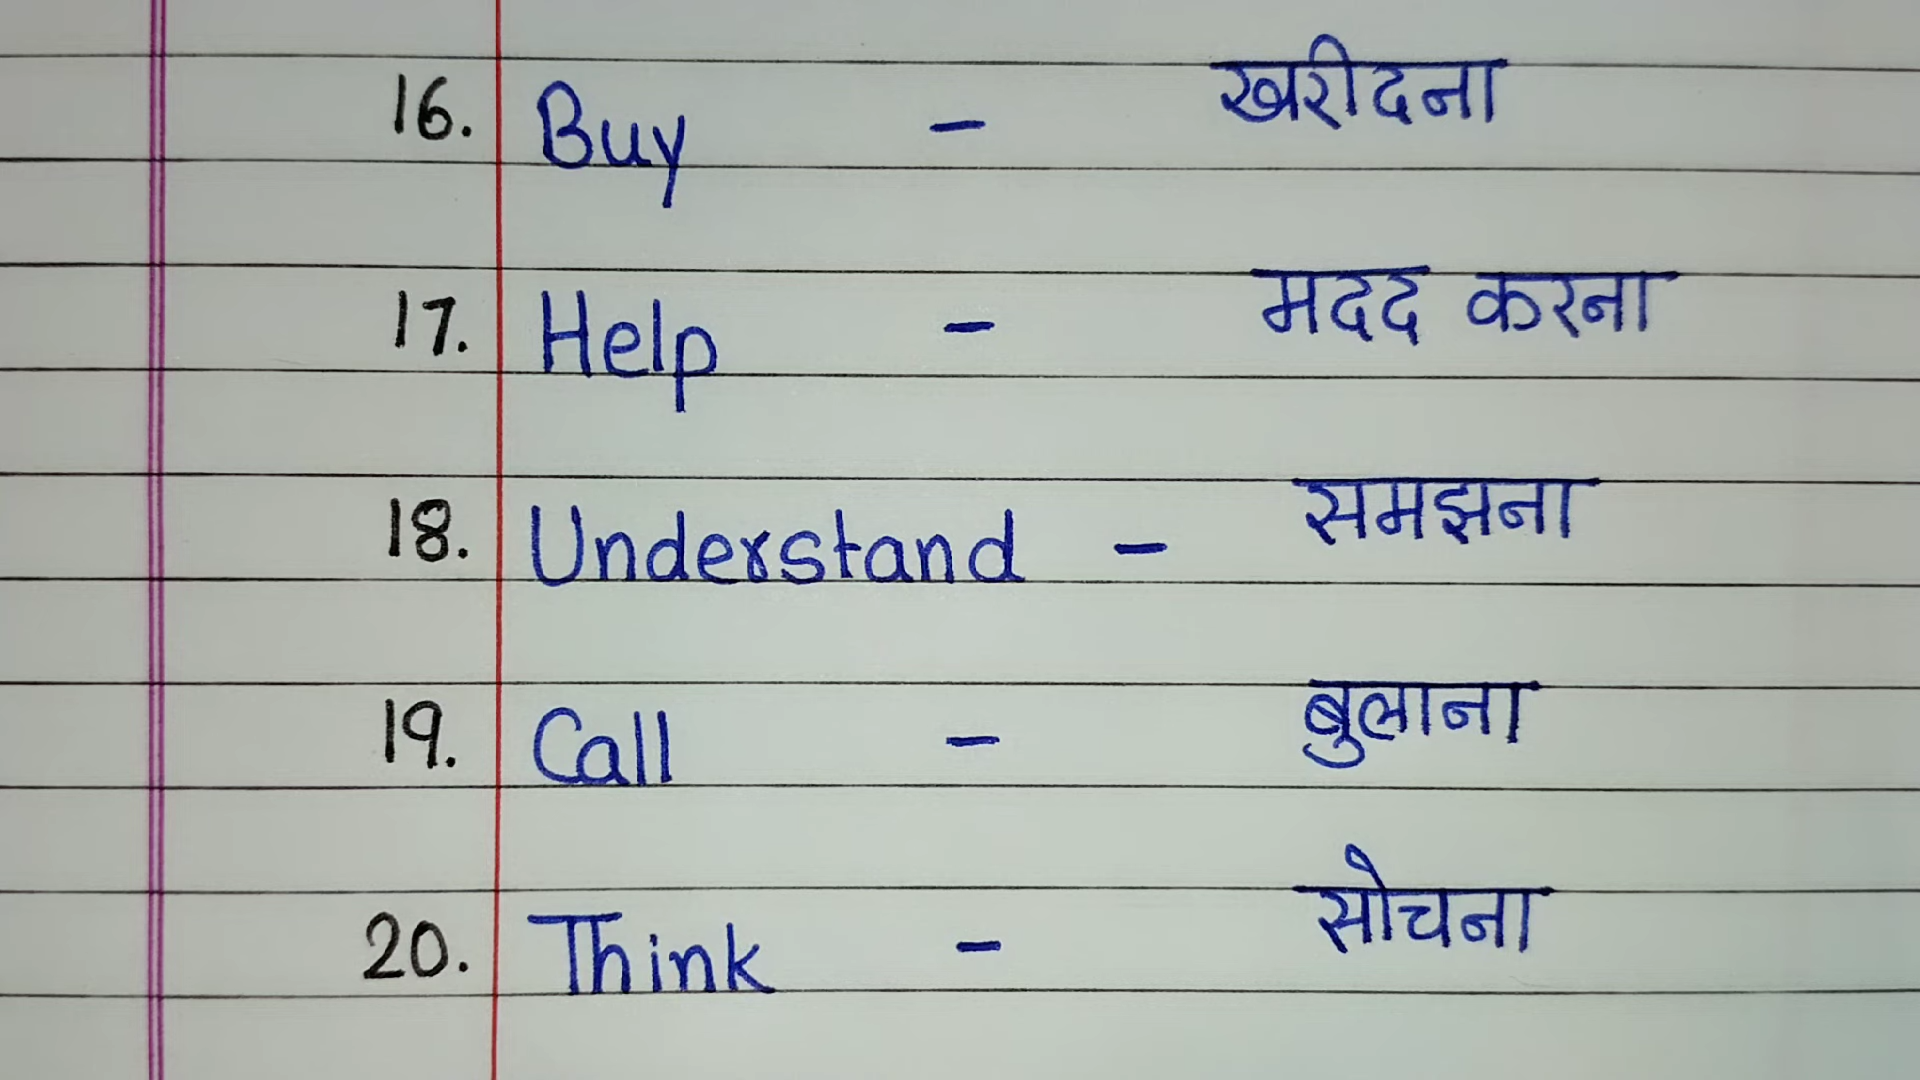 16. Buy - खरीदना
17. Help - मदद करना
18. Understand - समझना
19. Call - बुलाना
20. Think - सोचना